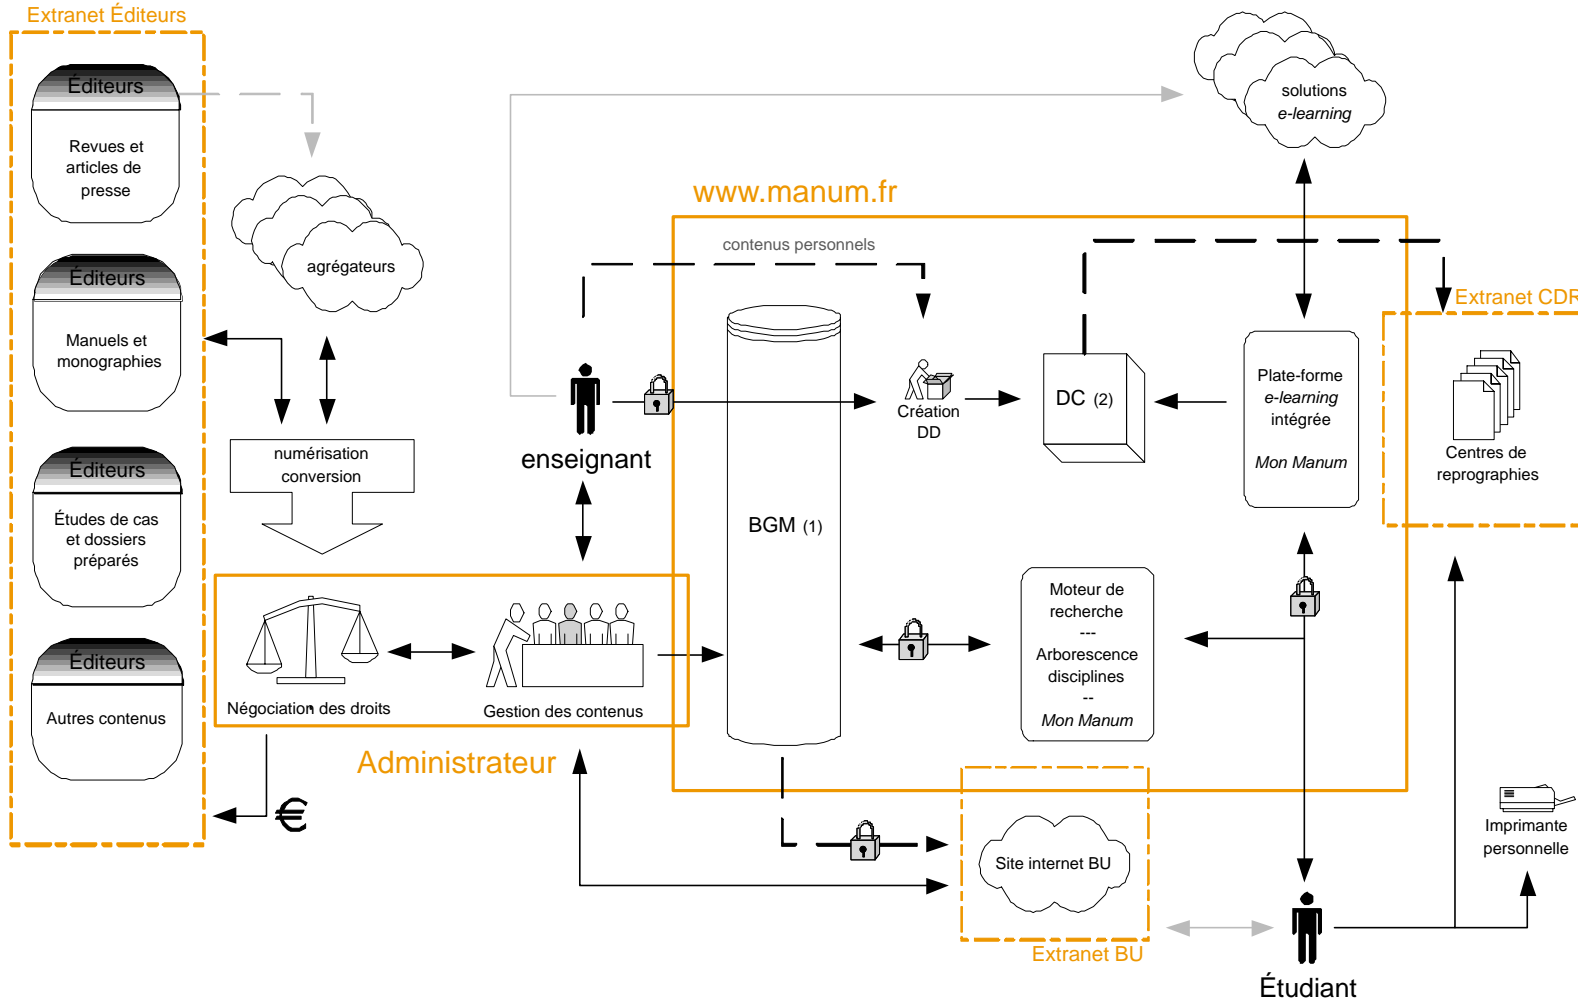 Extranet Éditeurs
Éditeurs
Revues et
articles de
presse
Éditeurs
Manuels et
monographies
Éditeurs
Études de cas
et dossiers
préparés
Éditeurs
Autres contenus
agrégateurs
numérisation
conversion
Négociation des droits
Gestion des contenus
Administrateur
€
enseignant
www.manum.fr
contenus personnels
BGM (1)
Création
DD
DC (2)
solutions
e-learning
Plate-forme
e-learning
intégrée
Mon Manum
Moteur de
recherche
---
Arborescence
disciplines
--
Mon Manum
Extranet CDR
Centres de
reprographies
Site internet BU
Extranet BU
Imprimante
personnelle
Étudiant